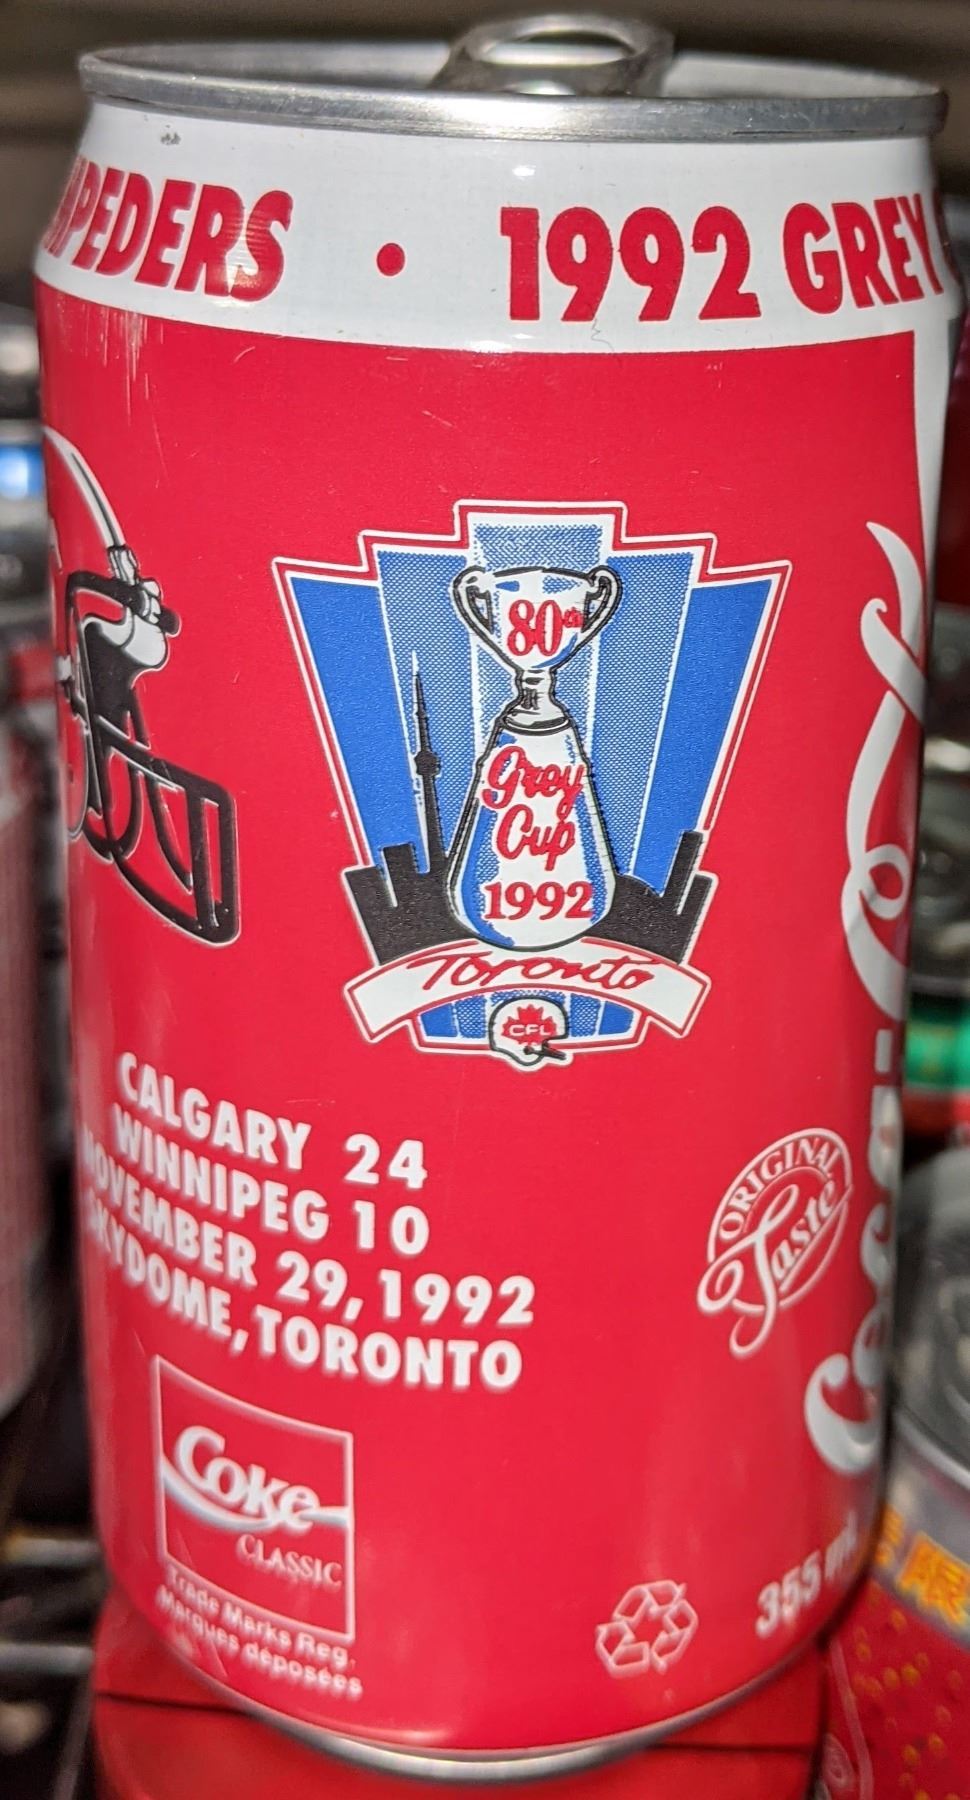 PEDERS • 1992 GREY
80th
Grey
Cup
1992
Toronto
CFL
CALGARY 24
WINNIPEG 10
NOVEMBER 29, 1992
SKYDOME, TORONTO
ORIGINAL
Taste
Coca-C
Coke
CLASSIC
Trade Marks Reg.
Marques déposées
355 ml